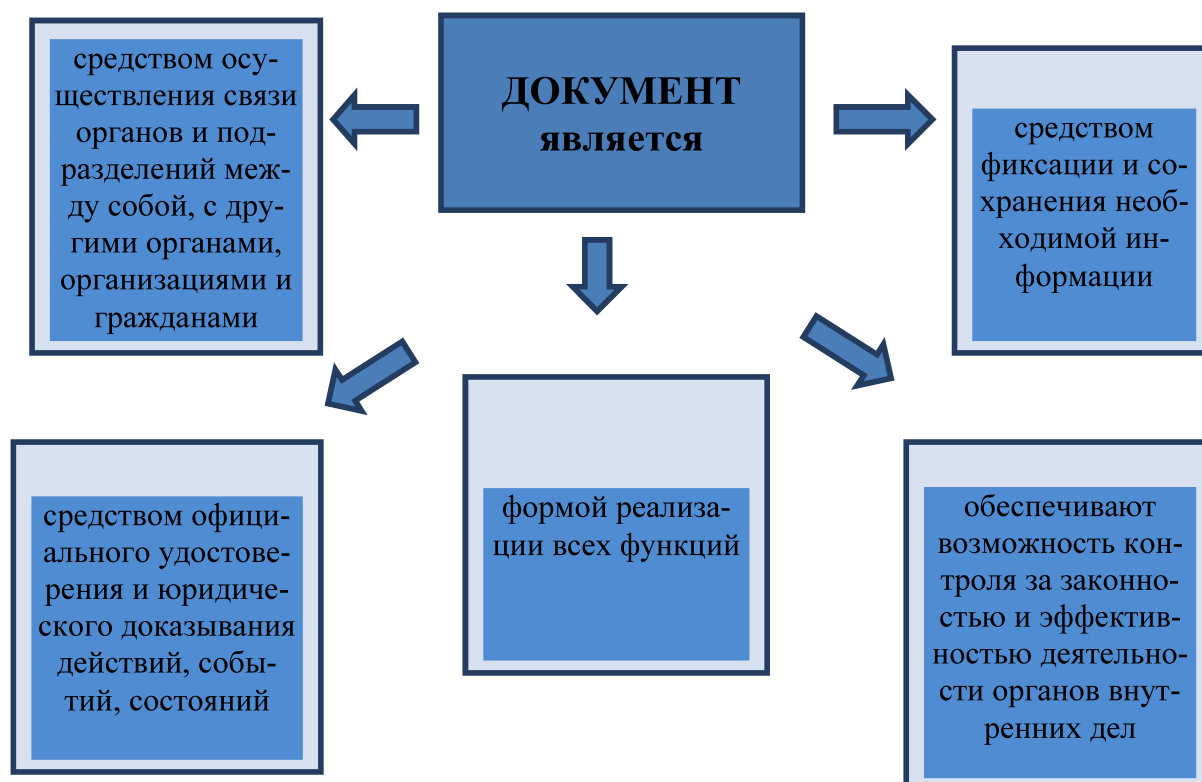 ДОКУМЕНТ
является
средством осу-
ществления связи
органов и под-
разделений меж-
ду собой, с дру-
гими органами,
организациями и
гражданами
средством
фиксации и со-
хранения необ-
ходимой ин-
формации
средством офици-
ального удостове-
рения и юридиче-
ского доказывания
действий, собы-
тий, состояний
формой реализа-
ции всех функций
обеспечивают
возможность кон-
троля за законно-
стью и эффектив-
ностью деятельно-
сти органов внут-
ренних дел